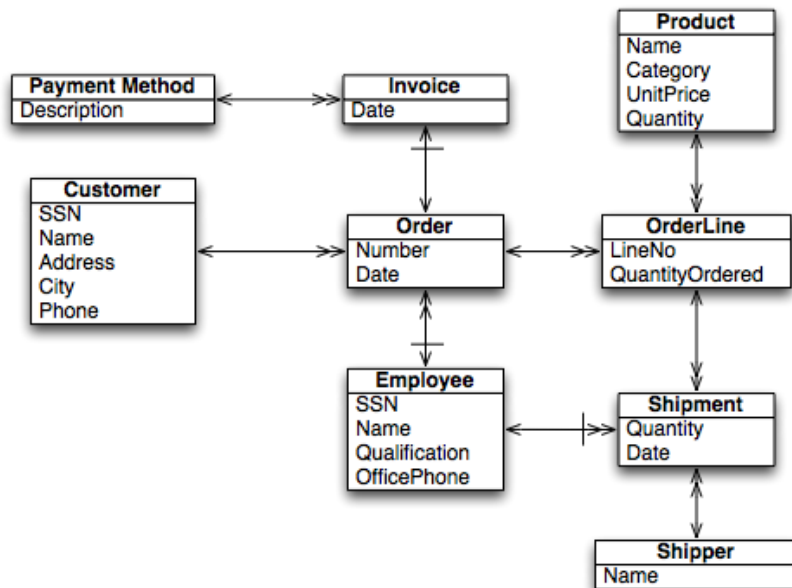 Product
Name
Category
UnitPrice
Quantity
Payment Method
Description
Invoice
Date
Customer
SSN
Name
Address
City
Phone
Order
Number
Date
OrderLine
LineNo
QuantityOrdered
Employee
SSN
Name
Qualification
OfficePhone
Shipment
Quantity
Date
Shipper
Name